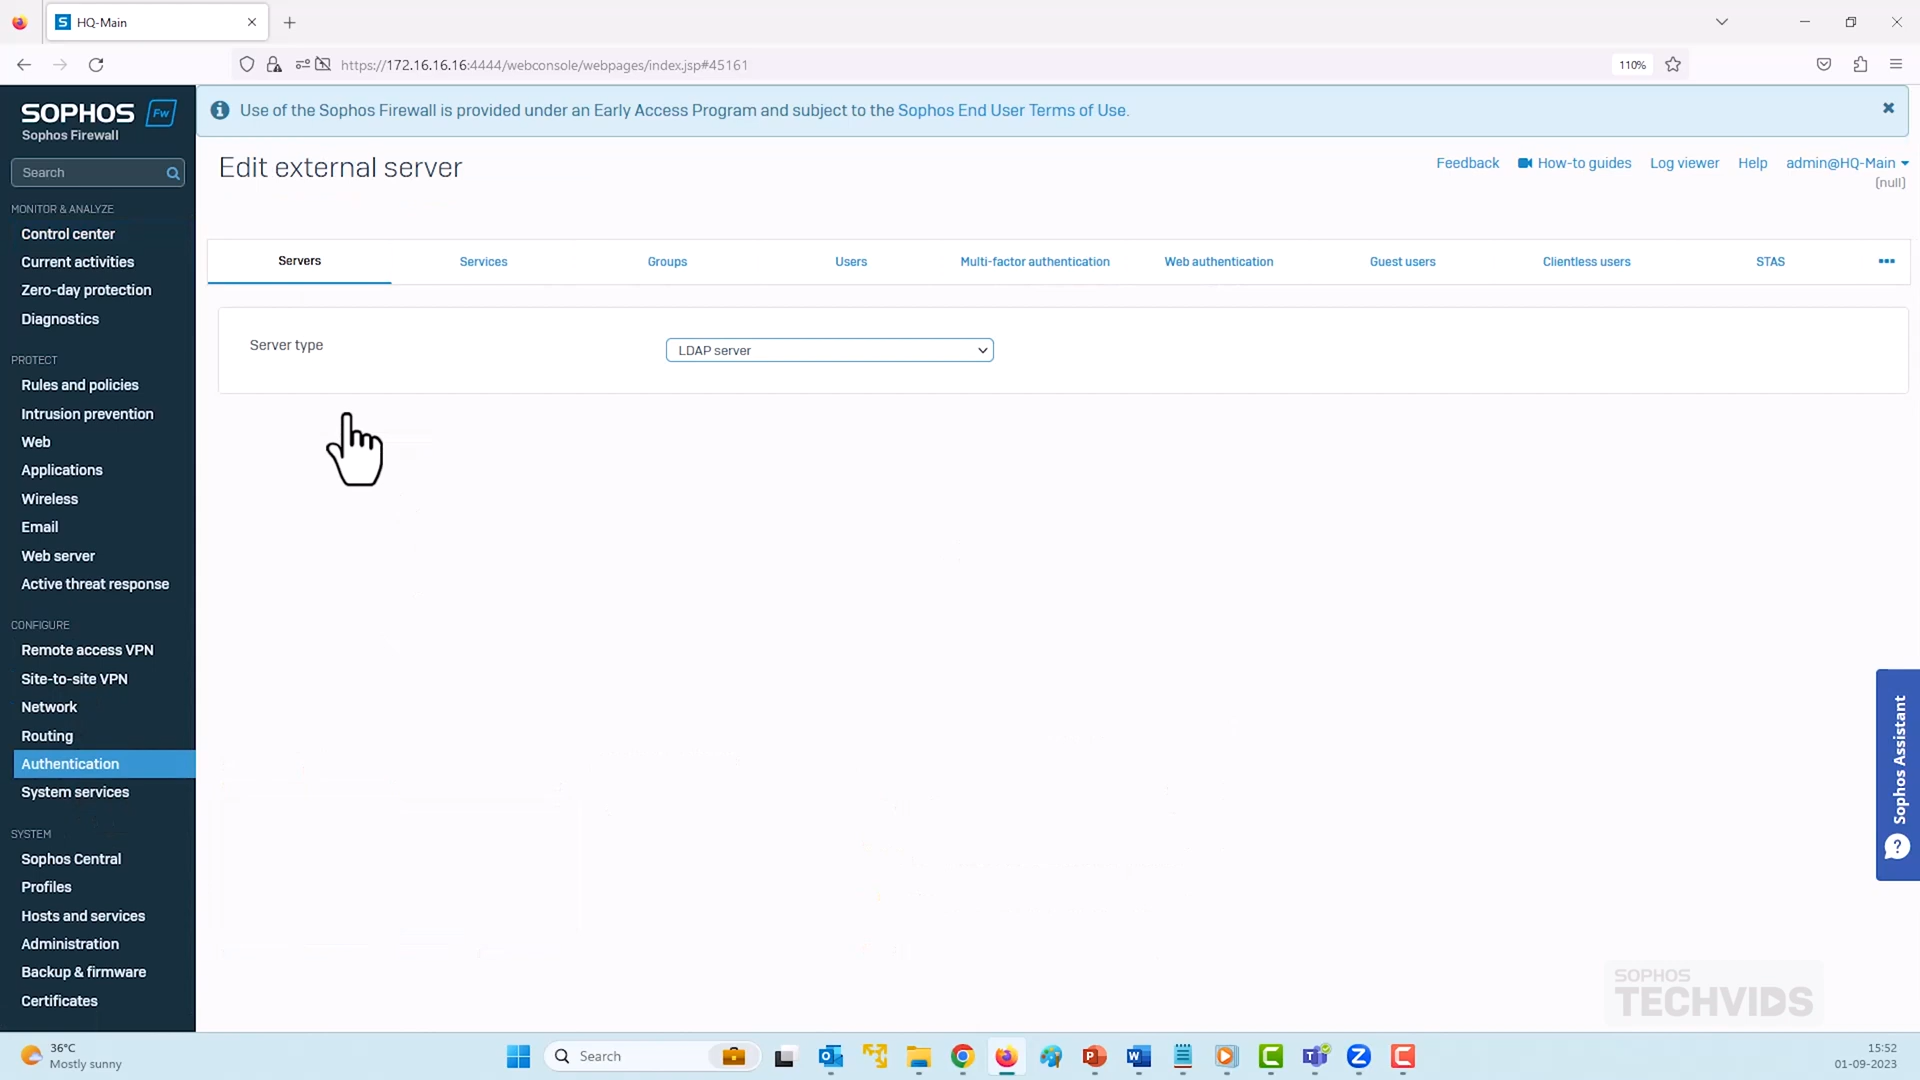 HQ-Main
https://172.16.16.16:4444/webconsole/webpages/index.jsp#45161
110%
SOPHOS Fw
Sophos Firewall
Use of the Sophos Firewall is provided under an Early Access Program and subject to the Sophos End User Terms of Use.
Edit external server
Feedback How-to guides Log viewer Help admin@HQ-Main
(null)
Search
MONITOR & ANALYZE
Control center
Current activities
Zero-day protection
Diagnostics
PROTECT
Rules and policies
Intrusion prevention
Web
Applications
Wireless
Email
Web server
Active threat response
CONFIGURE
Remote access VPN
Site-to-site VPN
Network
Routing
Authentication
System services
SYSTEM
Sophos Central
Profiles
Hosts and services
Administration
Backup & firmware
Certificates
Servers Services Groups Users Multi-factor authentication Web authentication Guest users Clientless users STAS
Server type LDAP server
Sophos Assistant
SOPHOS
TECHVIDS
36°C
Mostly sunny
Search
15:52
01-09-2023